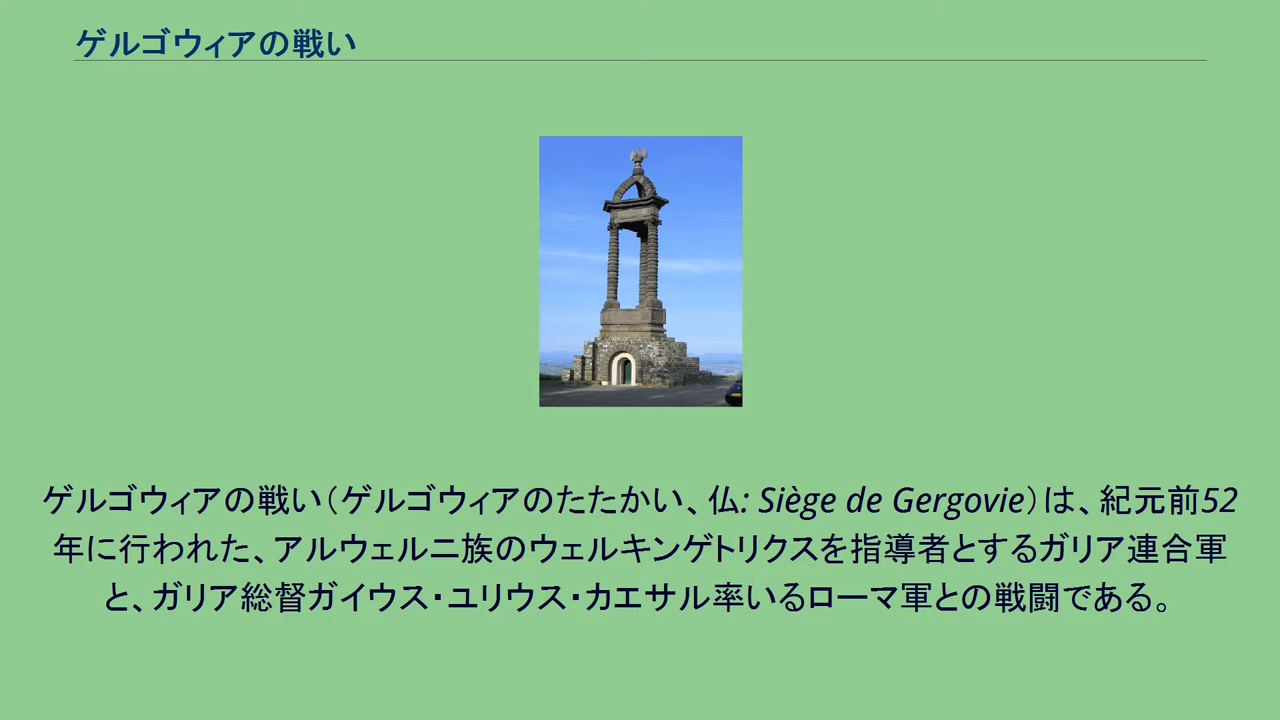 ゲルゴウィアの戦い
ゲルゴウィアの戦い（ゲルゴウィアのたたかい、仏: Siège de Gergovie）は、紀元前52
年に行われた、アルウェルニ族のウェルキンゲトリクスを指導者とするガリア連合軍
と、ガリア総督ガイウス・ユリウス・カエサル率いるローマ軍との戦闘である。